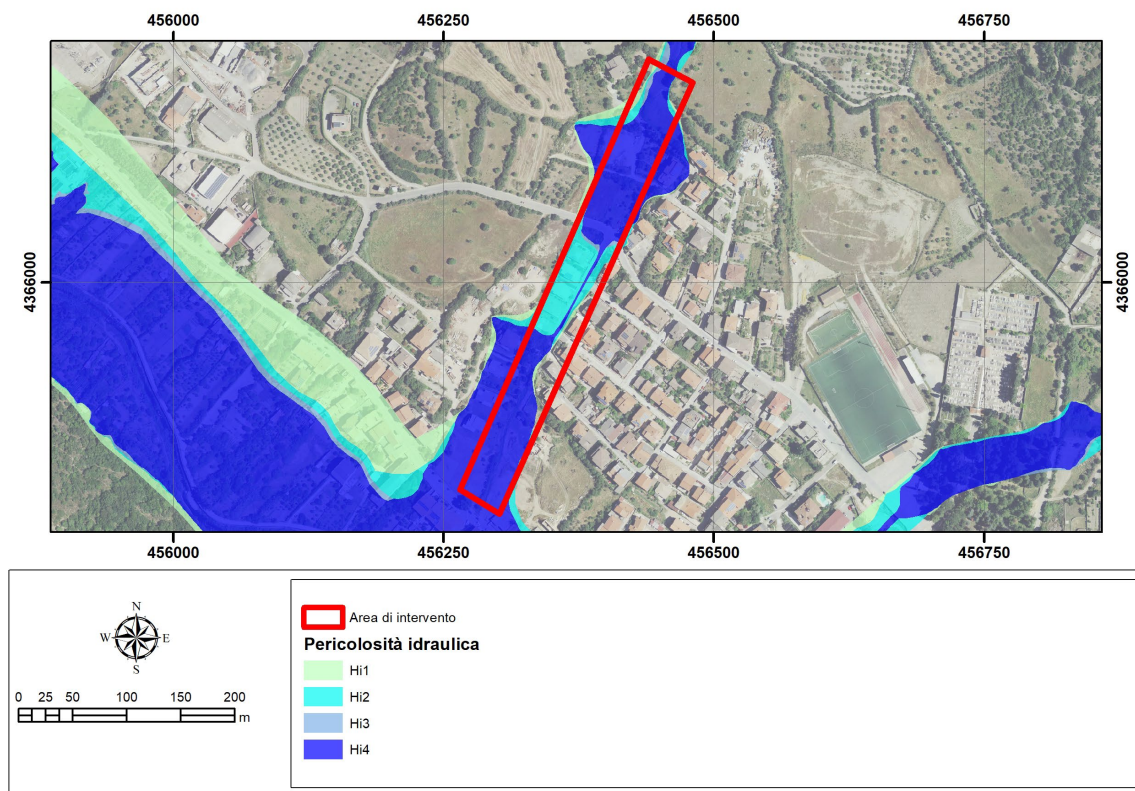 456000 456250 456500 456750
4366000 4366000
456000 456250 456500 456750
N
W E
S
0 25 50 100 150 200
m
Area di intervento
Pericolosità idraulica
Hi1
Hi2
Hi3
Hi4